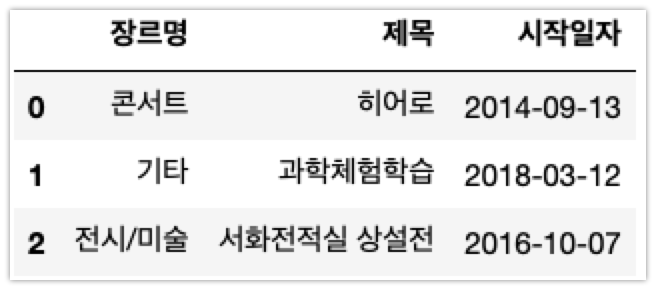 장르명 제목 시작일자
0 콘서트 히어로 2014-09-13
1 기타 과학체험학습 2018-03-12
2 전시/미술 서화전적실 상설전 2016-10-07